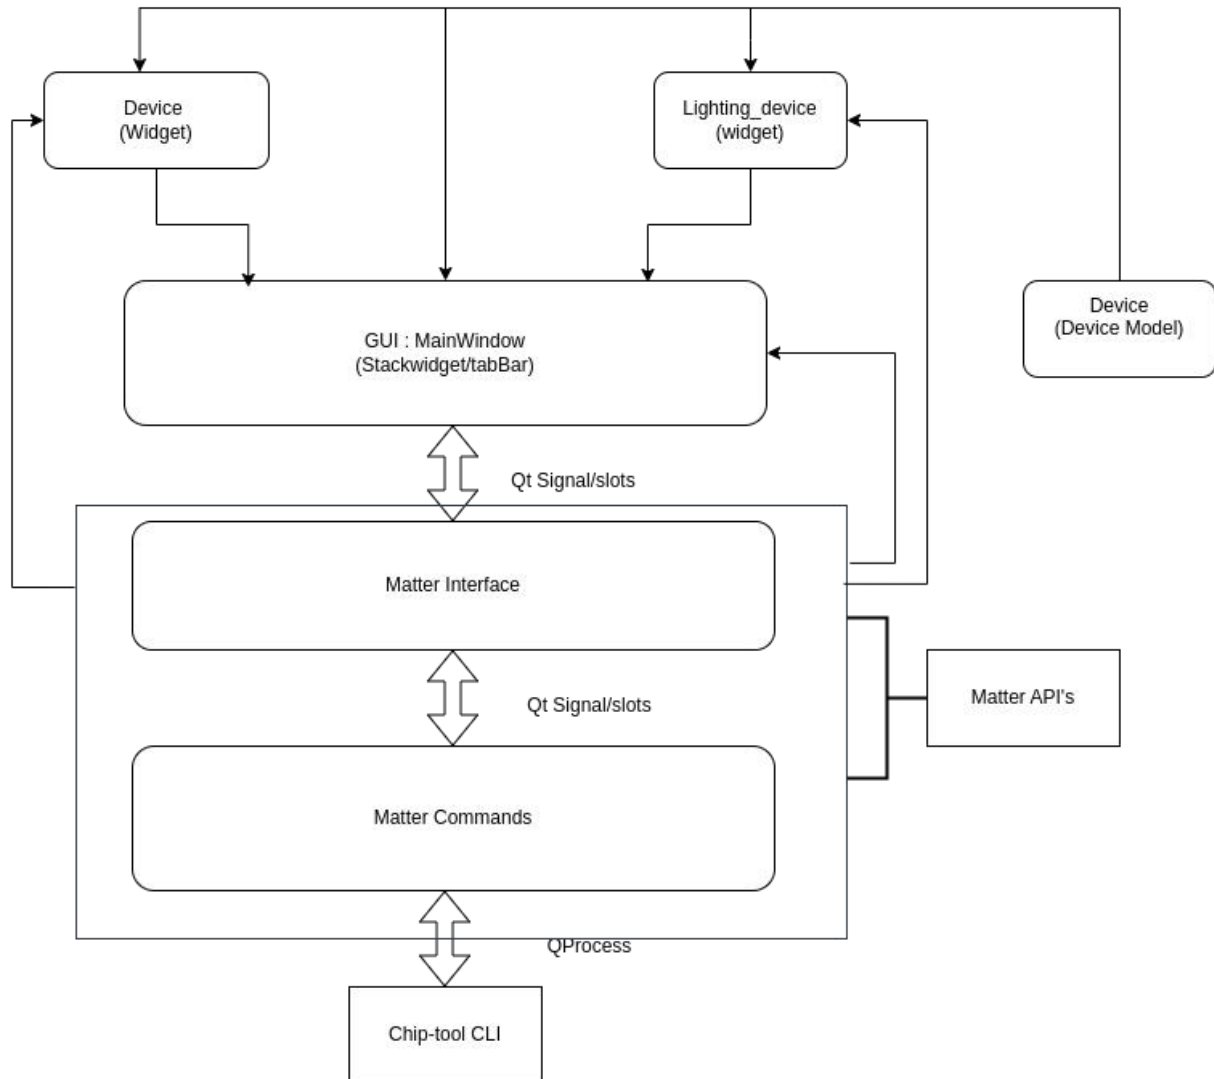 Device
(Widget)
Lighting_device
(widget)
Device
(Device Model)
GUI : MainWindow
(Stackwidget/tabBar)
Qt Signal/slots
Matter Interface
Matter API's
Qt Signal/slots
Matter Commands
QProcess
Chip-tool CLI